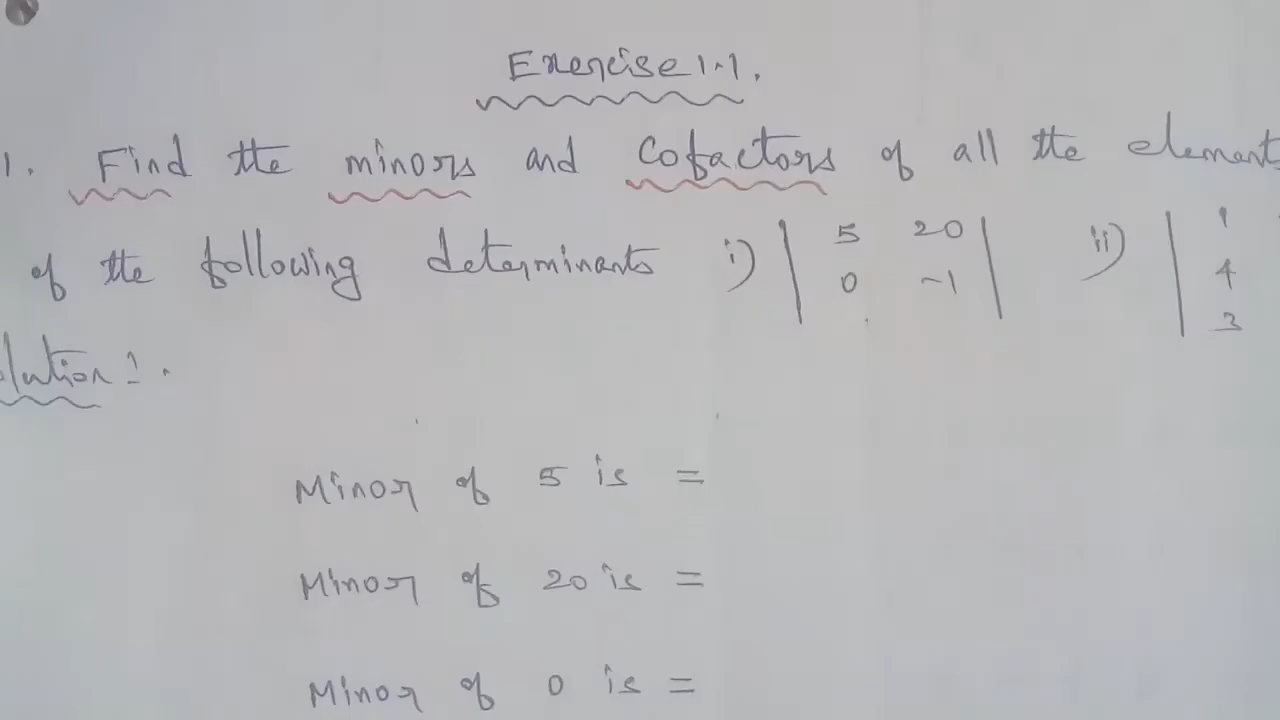 Exercise 1.1.
1. Find the minors and cofactors of all the element
of the following determinants i) | 5 20 | ii) | 1
0 -1 4
3
lution:.
Minor of 5 is =
Minor of 20 is =
Minor of 0 is =